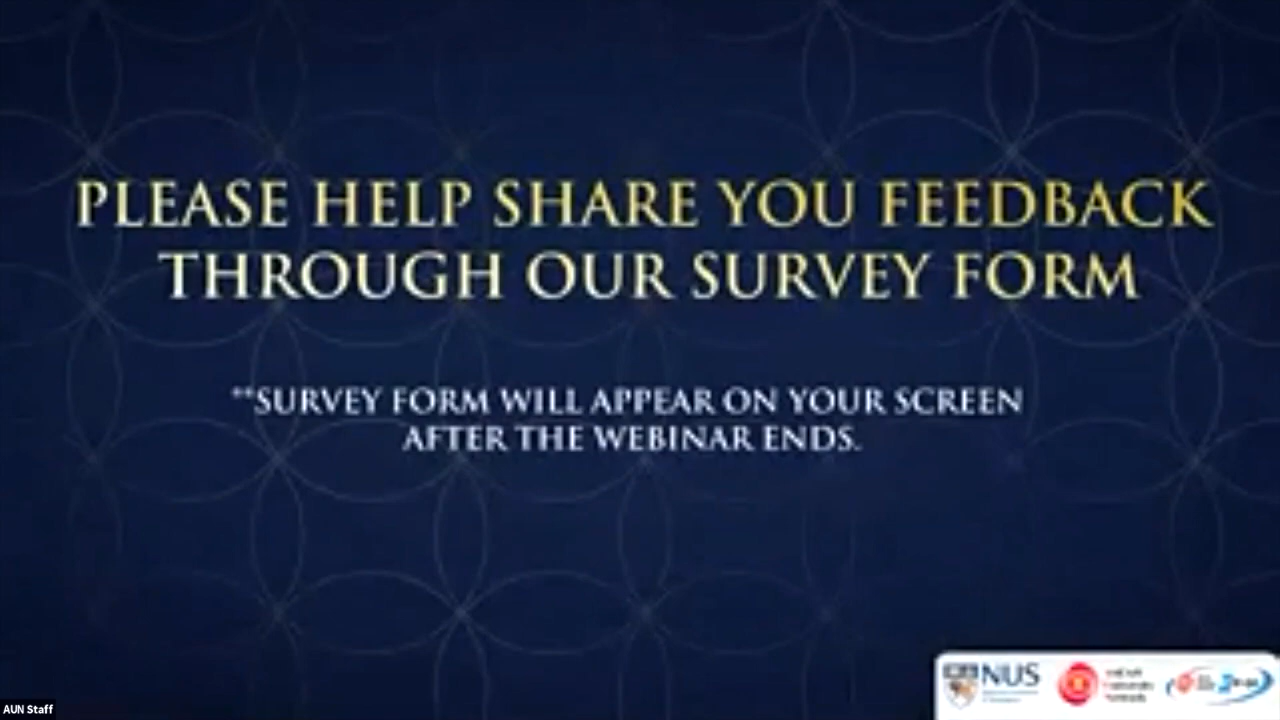 PLEASE HELP SHARE YOU FEEDBACK
THROUGH OUR SURVEY FORM
**SURVEY FORM WILL APPEAR ON YOUR SCREEN
AFTER THE WEBINAR ENDS.
NUS
AUN Staff